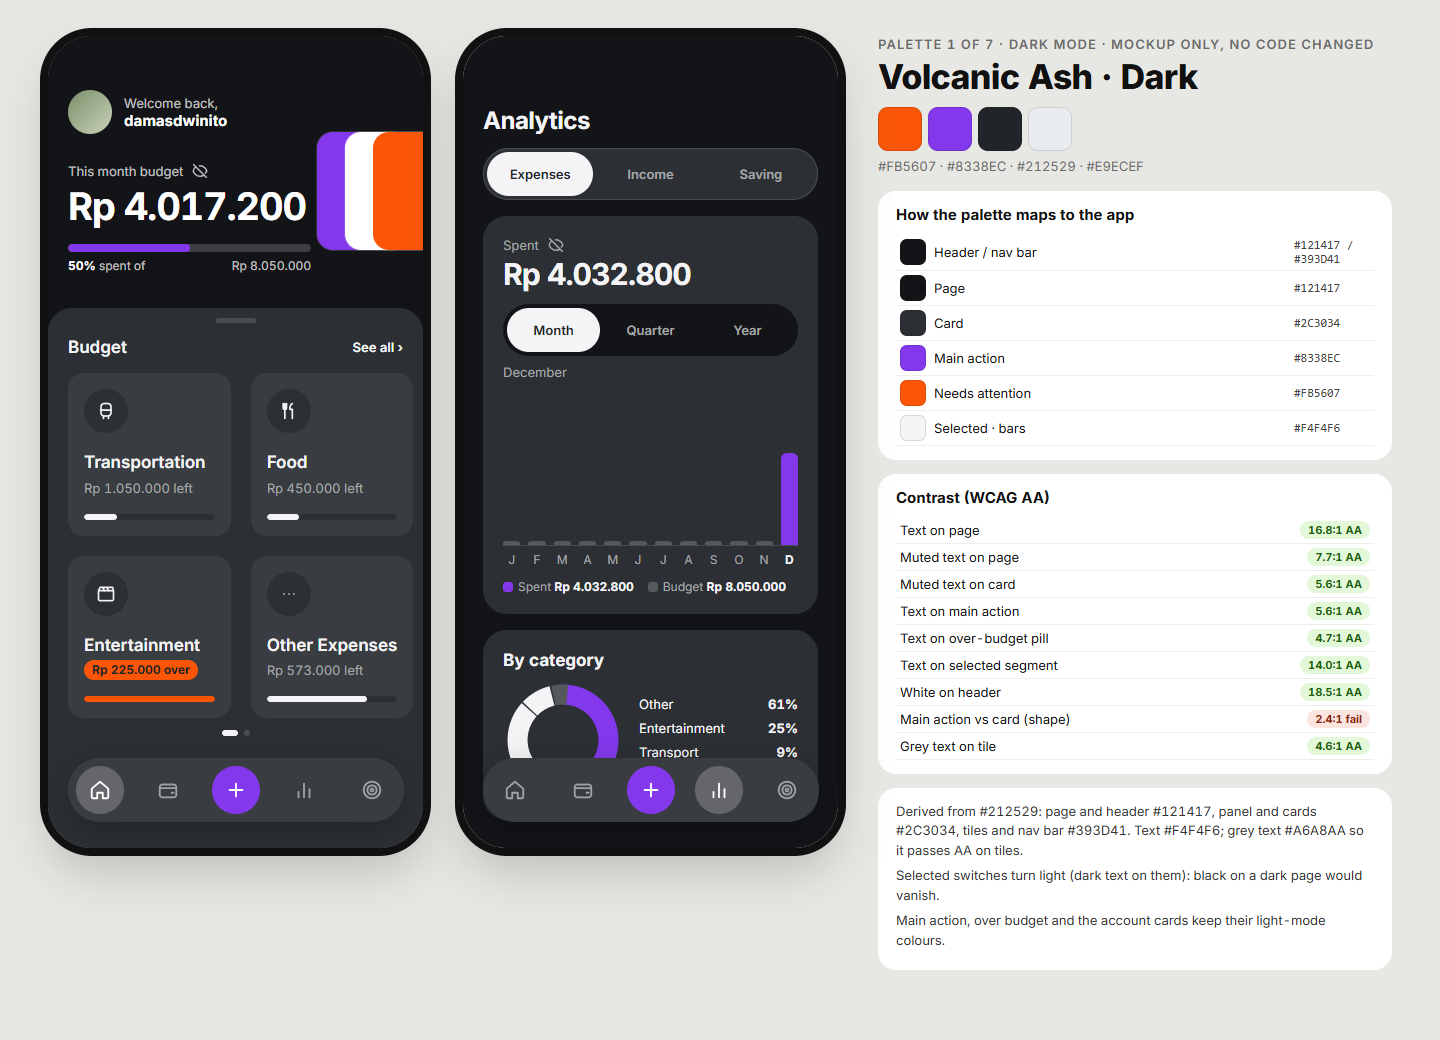 Welcome back,
damasdwinito
This month budget
Rp 4.017.200
50% spent of Rp 8.050.000
Budget See all ›
Transportation
Rp 1.050.000 left
Food
Rp 450.000 left
Entertainment
Rp 225.000 over
Other Expenses
Rp 573.000 left
Analytics
Expenses Income Saving
Spent
Rp 4.032.800
Month Quarter Year
December
J F M A M J J A S O N D
Spent Rp 4.032.800 Budget Rp 8.050.000
By category
Other 61%
Entertainment 25%
Transport 9%
PALETTE 1 OF 7 · DARK MODE · MOCKUP ONLY, NO CODE CHANGED
Volcanic Ash · Dark
#FB5607 · #8338EC · #212529 · #E9ECEF
How the palette maps to the app
Header / nav bar #121417 /
#393D41
Page #121417
Card #2C3034
Main action #8338EC
Needs attention #FB5607
Selected · bars #F4F4F6
Contrast (WCAG AA)
Text on page 16.8:1 AA
Muted text on page 7.7:1 AA
Muted text on card 5.6:1 AA
Text on main action 5.6:1 AA
Text on over-budget pill 4.7:1 AA
Text on selected segment 14.0:1 AA
White on header 18.5:1 AA
Main action vs card (shape) 2.4:1 fail
Grey text on tile 4.6:1 AA
Derived from #212529: page and header #121417, panel and cards
#2C3034, tiles and nav bar #393D41. Text #F4F4F6; grey text #A6A8AA so
it passes AA on tiles.
Selected switches turn light (dark text on them): black on a dark page would
vanish.
Main action, over budget and the account cards keep their light-mode
colours.